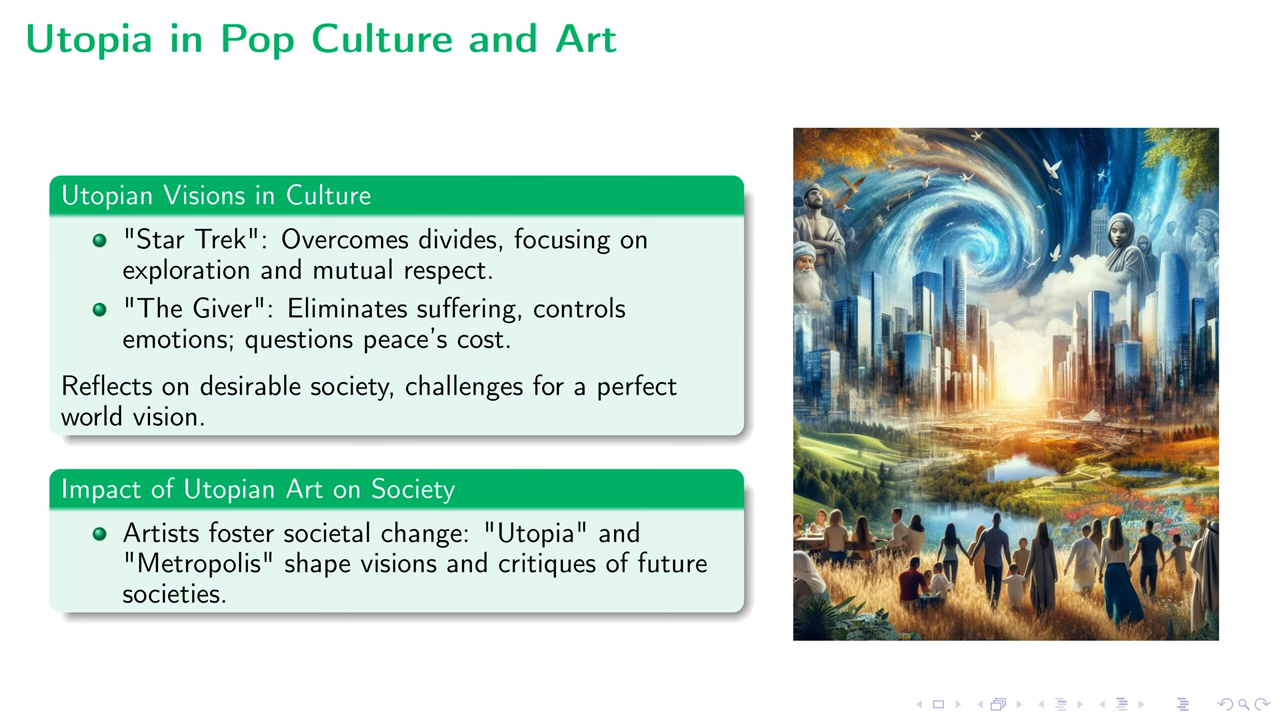 Utopia in Pop Culture and Art
Utopian Visions in Culture
"Star Trek": Overcomes divides, focusing on
exploration and mutual respect.
"The Giver": Eliminates suffering, controls
emotions; questions peace's cost.
Reflects on desirable society, challenges for a perfect
world vision.
Impact of Utopian Art on Society
Artists foster societal change: "Utopia" and
"Metropolis" shape visions and critiques of future
societies.